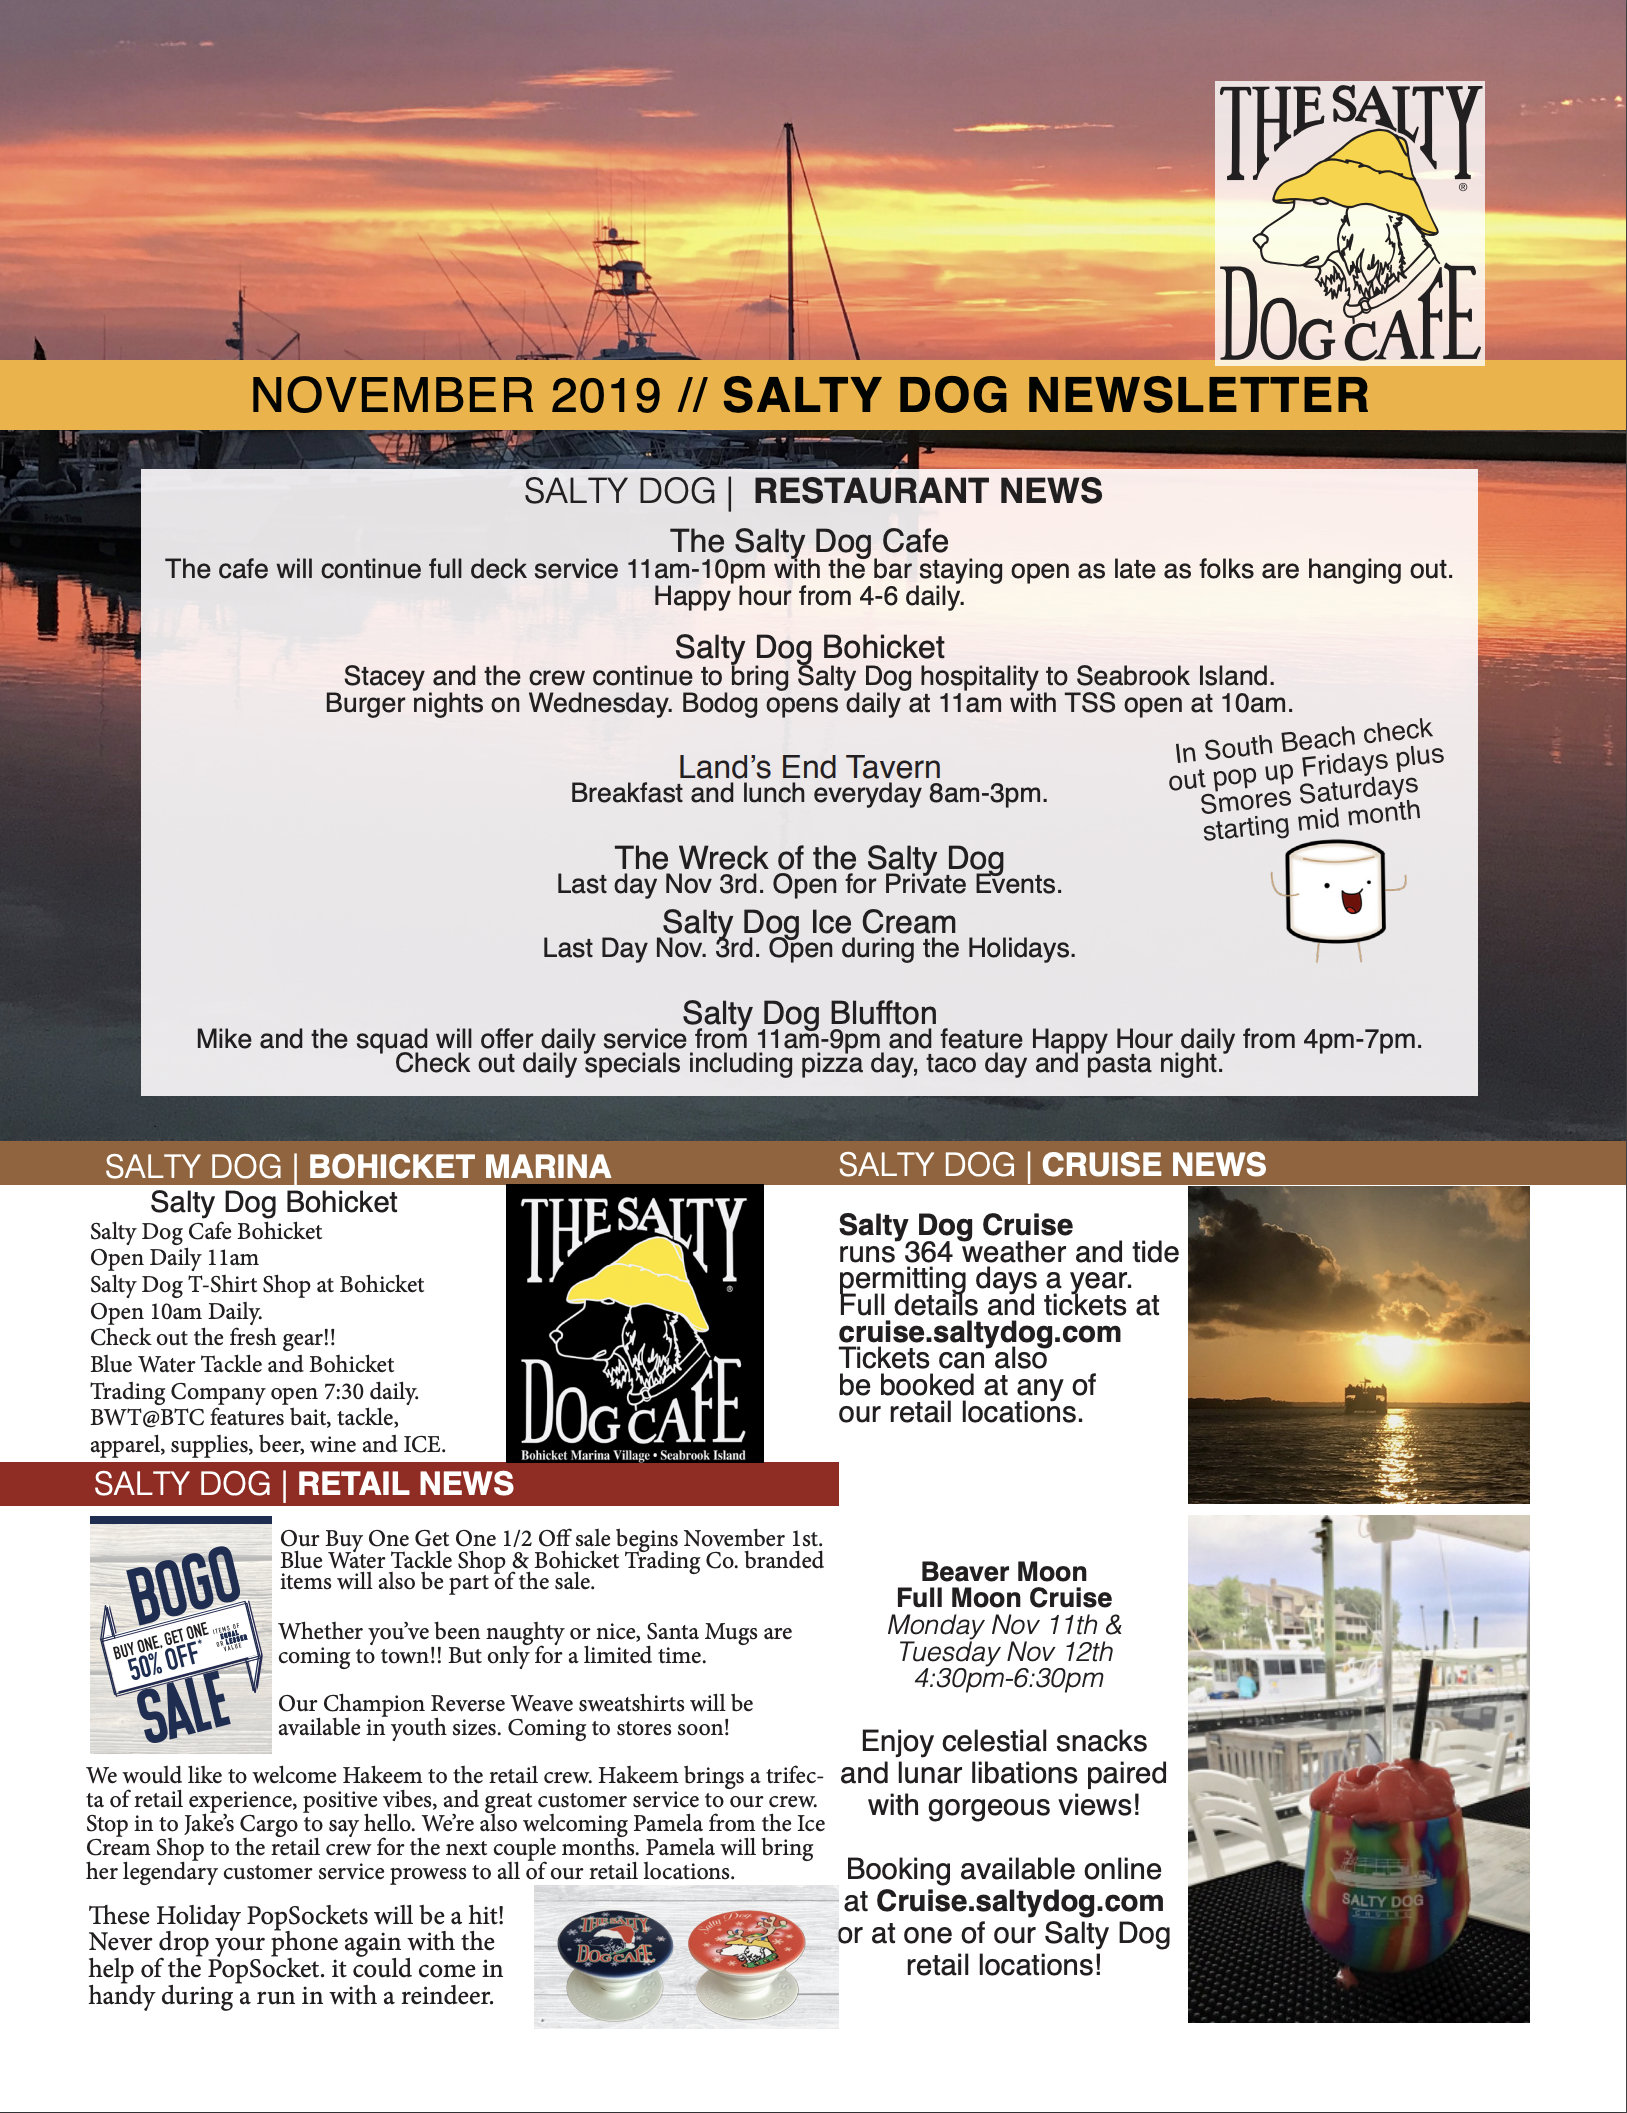 THE SALTY
DOG CAFE
®
NOVEMBER 2019 // SALTY DOG NEWSLETTER
SALTY DOG | RESTAURANT NEWS
The Salty Dog Cafe
The cafe will continue full deck service 11am-10pm with the bar staying open as late as folks are hanging out.
Happy hour from 4-6 daily.
Salty Dog Bohicket
Stacey and the crew continue to bring Salty Dog hospitality to Seabrook Island.
Burger nights on Wednesday. Bodog opens daily at 11am with TSS open at 10am.
Land's End Tavern
Breakfast and lunch everyday 8am-3pm.
In South Beach check
out pop up Fridays plus
Smores Saturdays
starting mid month
The Wreck of the Salty Dog
Last day Nov 3rd. Open for Private Events.
Salty Dog Ice Cream
Last Day Nov. 3rd. Open during the Holidays.
Salty Dog Bluffton
Mike and the squad will offer daily service from 11am-9pm and feature Happy Hour daily from 4pm-7pm.
Check out daily specials including pizza day, taco day and pasta night.
SALTY DOG | BOHICKET MARINA
Salty Dog Bohicket
Salty Dog Cafe Bohicket
Open Daily 11am
Salty Dog T-Shirt Shop at Bohicket
Open 10am Daily.
Check out the fresh gear!!
Blue Water Tackle and Bohicket
Trading Company open 7:30 daily.
BWT@BTC features bait, tackle,
apparel, supplies, beer, wine and ICE.
THE SALTY
DOG CAFE
®
Bohicket Marina Village • Seabrook Island
SALTY DOG | RETAIL NEWS
BOGO
BUY ONE, GET ONE
50% OFF*
ITEMS OF
EQUAL
OR LESSER
VALUE
SALE
Our Buy One Get One 1/2 Off sale begins November 1st.
Blue Water Tackle Shop & Bohicket Trading Co. branded
items will also be part of the sale.
Whether you've been naughty or nice, Santa Mugs are
coming to town!! But only for a limited time.
Our Champion Reverse Weave sweatshirts will be
available in youth sizes. Coming to stores soon!
We would like to welcome Hakeem to the retail crew. Hakeem brings a trifec-
ta of retail experience, positive vibes, and great customer service to our crew.
Stop in to Jake's Cargo to say hello. We're also welcoming Pamela from the Ice
Cream Shop to the retail crew for the next couple months. Pamela will bring
her legendary customer service prowess to all of our retail locations.
These Holiday PopSockets will be a hit!
Never drop your phone again with the
help of the PopSocket. it could come in
handy during a run in with a reindeer.
THE SALTY
DOG CAFE
Salty Dog
SALTY DOG | CRUISE NEWS
Salty Dog Cruise
runs 364 weather and tide
permitting days a year.
Full details and tickets at
cruise.saltydog.com
Tickets can also
be booked at any of
our retail locations.
Beaver Moon
Full Moon Cruise
Monday Nov 11th &
Tuesday Nov 12th
4:30pm-6:30pm
Enjoy celestial snacks
and lunar libations paired
with gorgeous views!
Booking available online
at Cruise.saltydog.com
or at one of our Salty Dog
retail locations!
SALTY DOG
CRUISE